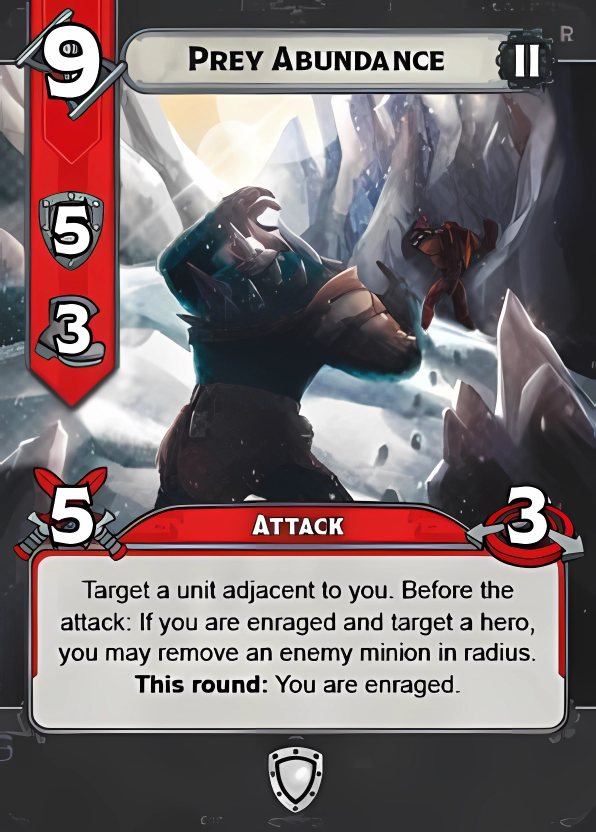 9
PREY ABUNDANCE
II
R
5
3
5
ATTACK
3
Target a unit adjacent to you. Before the
attack: If you are enraged and target a hero,
you may remove an enemy minion in radius.
This round: You are enraged.